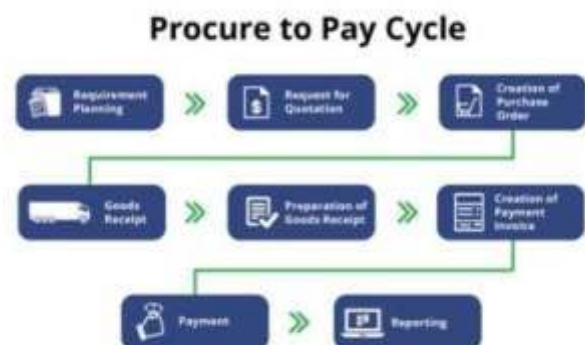 Procure to Pay Cycle
Requirement
Planning
Request for
Quotation
Creation of
Purchase
Order
Goods
Receipt
Preparation of
Goods Receipt
Creation of
Payment
Invoice
Payment
Reporting